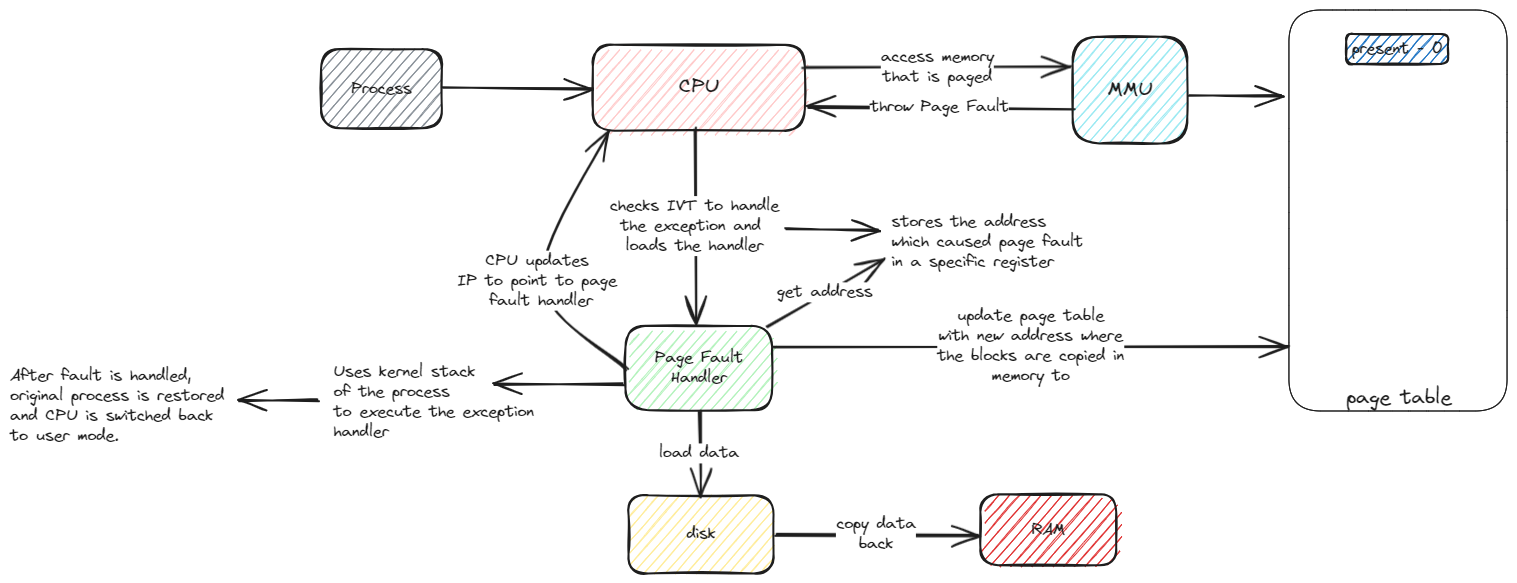 present - 0
Process
CPU
access memory
that is paged
MMU
throw Page Fault
checks IVT to handle
the exception and
loads the handler
stores the address
which caused page fault
in a specific register
CPU updates
IP to point to page
fault handler
get address
update page table
with new address where
the blocks are copied in
memory to
Page Fault
Handler
After fault is handled,
original process is restored
and CPU is switched back
to user mode.
Uses kernel stack
of the process
to execute the exception
handler
page table
load data
disk
copy data
back
RAM